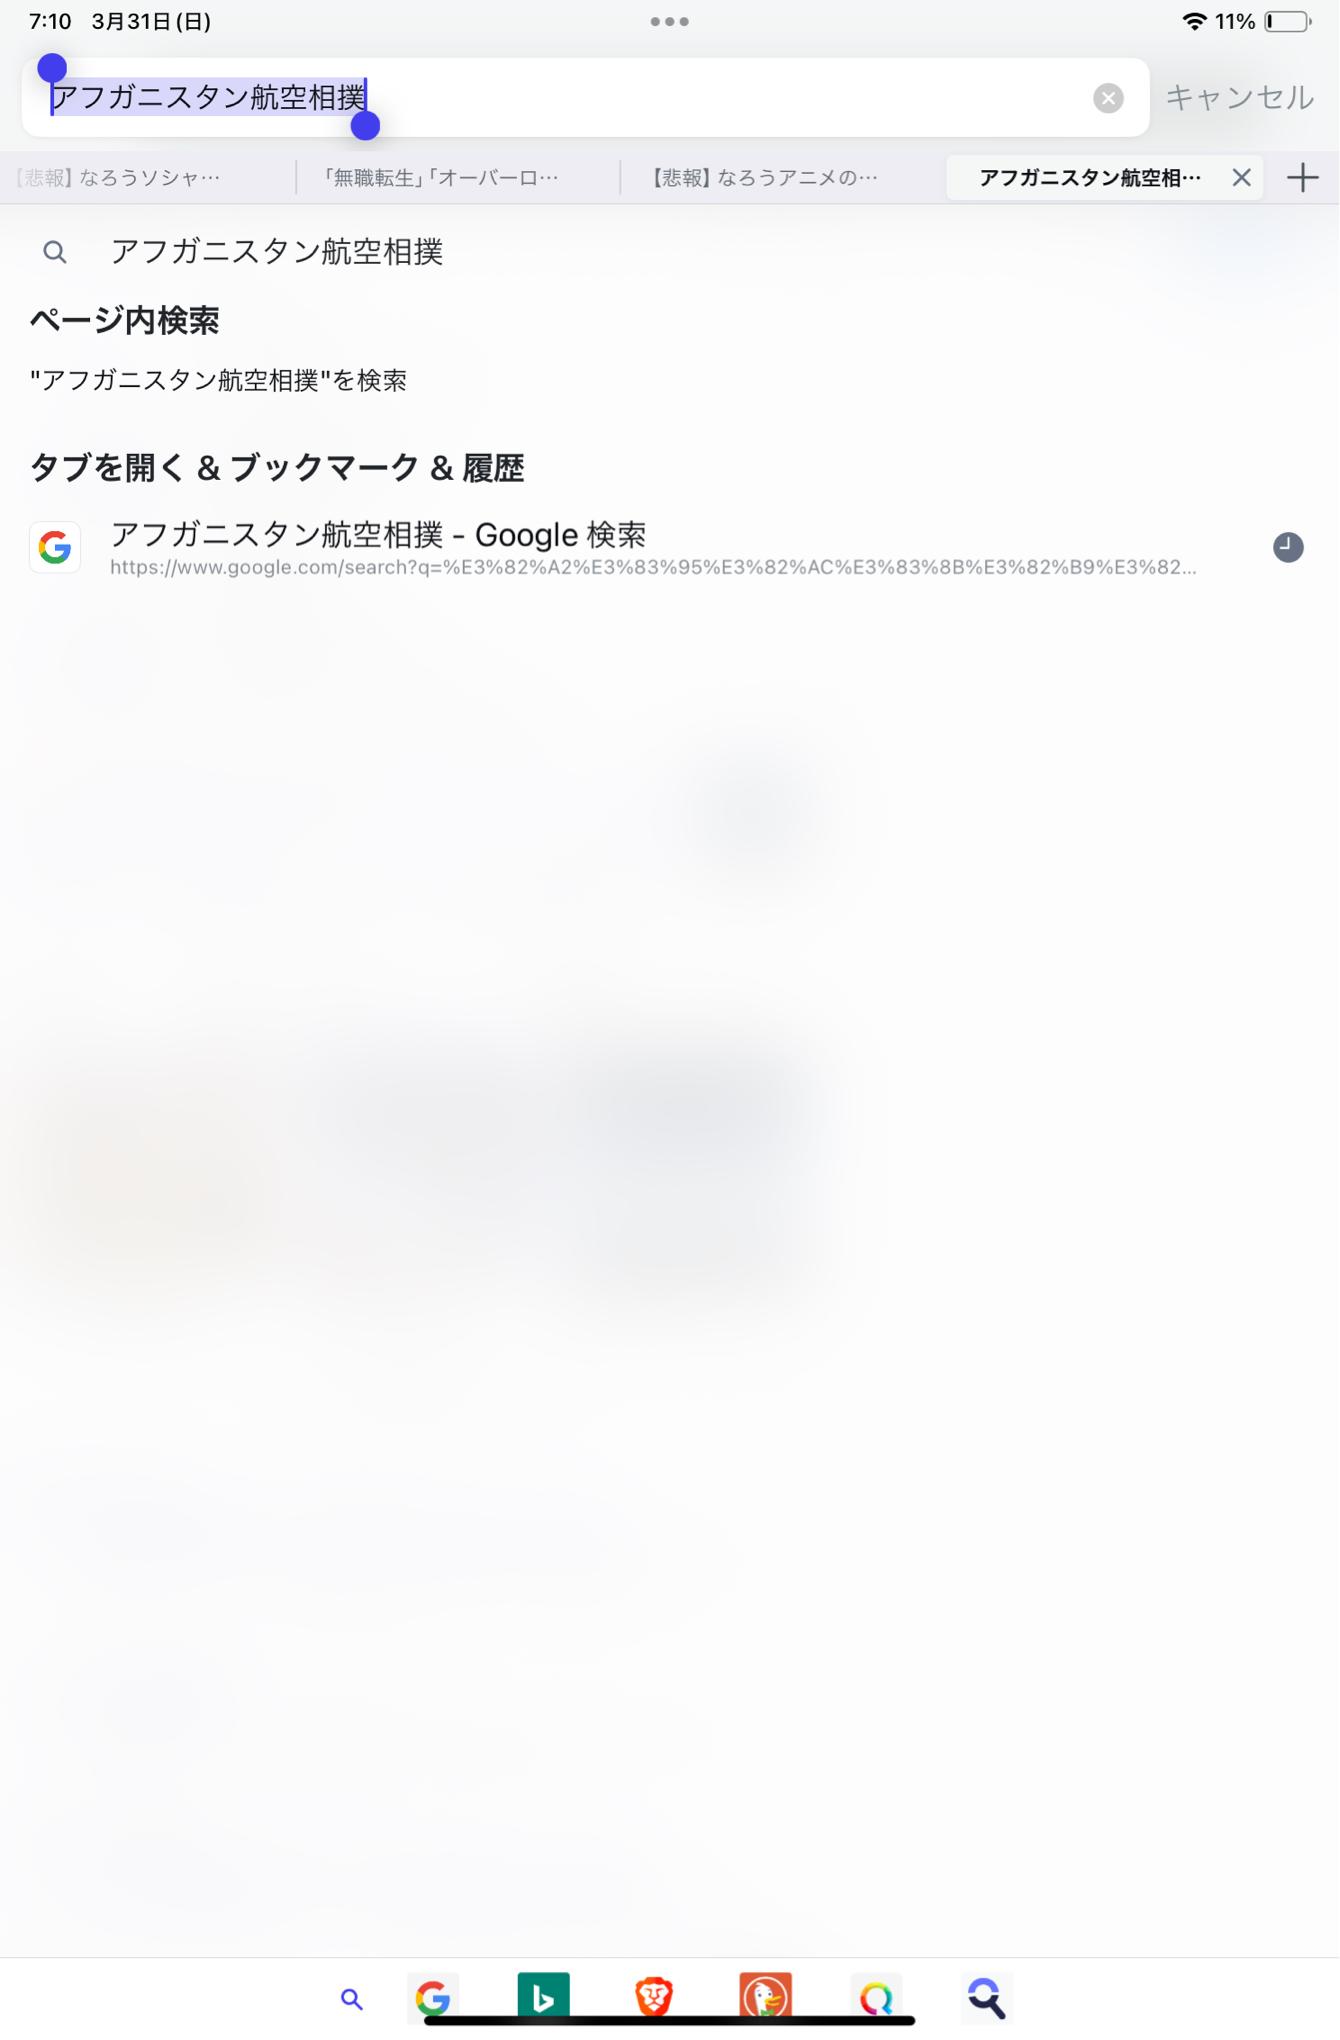 7:10 3月31日(日)
11%
アフガニスタン航空相撲
キャンセル
【悲報】なろうソシャ…
「無職転生」「オーバーロ…
【悲報】なろうアニメの…
アフガニスタン航空相…
アフガニスタン航空相撲
ページ内検索
"アフガニスタン航空相撲"を検索
タブを開く & ブックマーク & 履歴
アフガニスタン航空相撲 - Google 検索
https://www.google.com/search?q=%E3%82%A2%E3%83%95%E3%82%AC%E3%83%8B%E3%82%B9%E3%82...